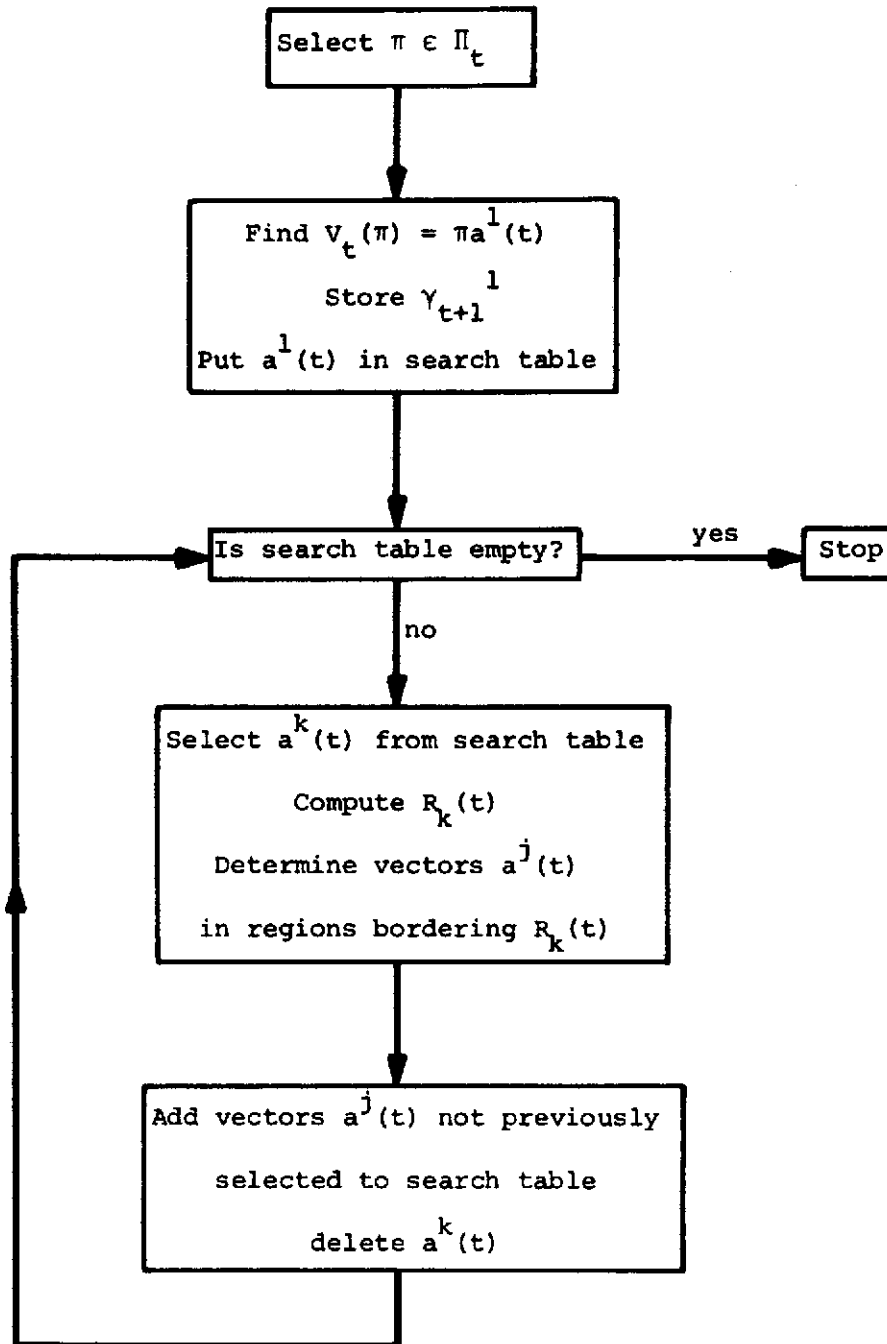 Select π ε Π_t
Find V_t(π) = πa^1(t)
Store γ_{t+1}^1
Put a^1(t) in search table
Is search table empty?
yes
Stop
no
Select a^k(t) from search table
Compute R_k(t)
Determine vectors a^j(t)
in regions bordering R_k(t)
Add vectors a^j(t) not previously
selected to search table
delete a^k(t)